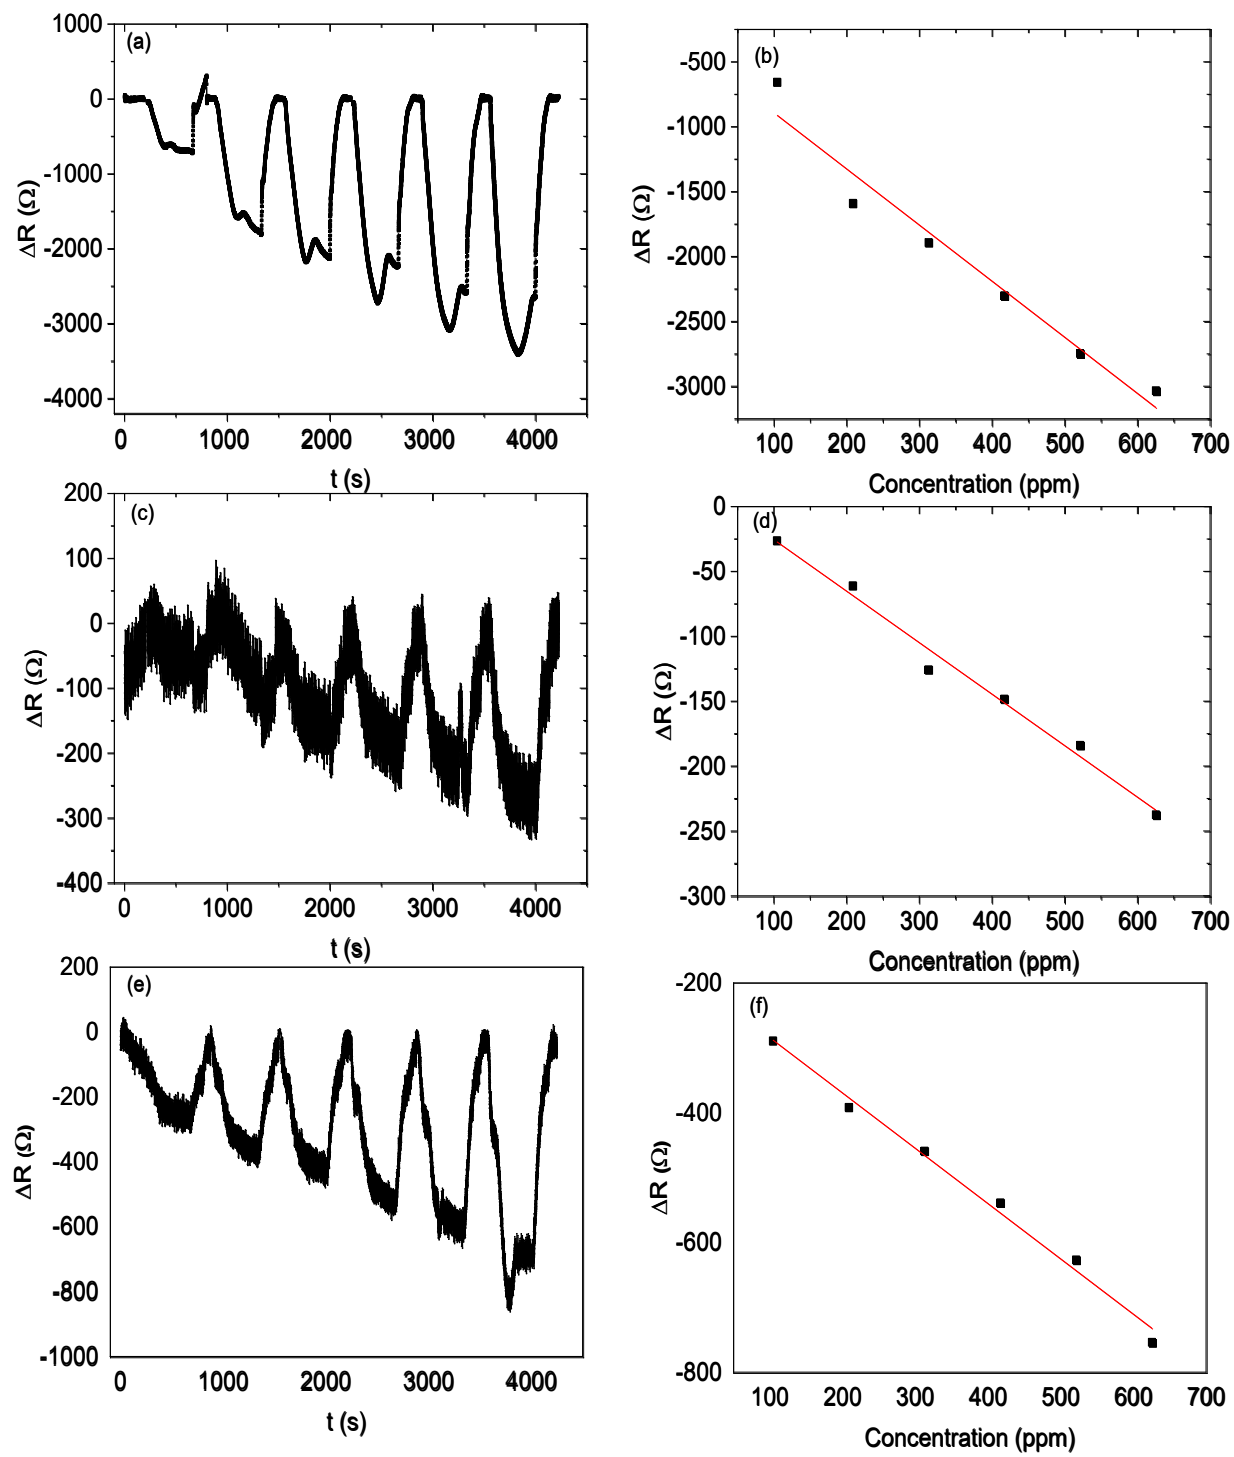 (a)
1000
0
-1000
-2000
-3000
-4000
ΔR (Ω)
0 1000 2000 3000 4000
t (s)
(b)
-500
-1000
-1500
-2000
-2500
-3000
ΔR (Ω)
100 200 300 400 500 600 700
Concentration (ppm)
(c)
200
100
0
-100
-200
-300
-400
ΔR (Ω)
0 1000 2000 3000 4000
t (s)
(d)
0
-50
-100
-150
-200
-250
-300
ΔR (Ω)
100 200 300 400 500 600 700
Concentration (ppm)
(e)
200
0
-200
-400
-600
-800
-1000
ΔR (Ω)
0 1000 2000 3000 4000
t (s)
(f)
-200
-400
-600
-800
ΔR (Ω)
100 200 300 400 500 600 700
Concentration (ppm)